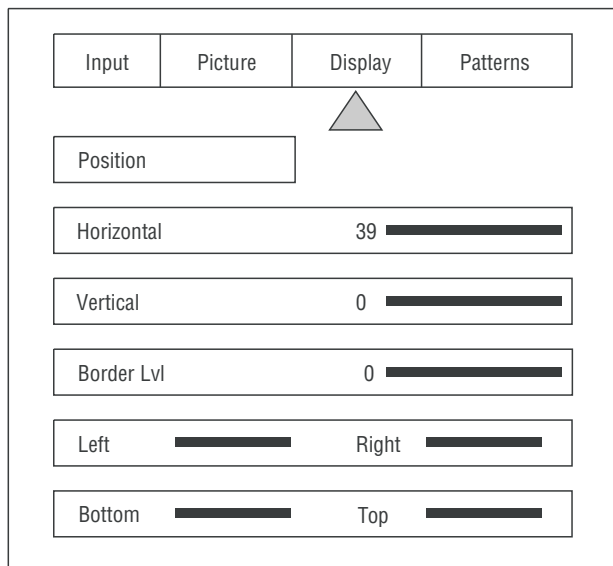 Input Picture Display Patterns
Position
Horizontal 39
Vertical 0
Border Lvl 0
Left Right
Bottom Top